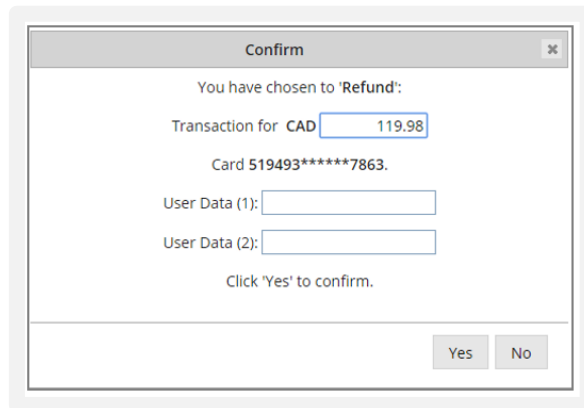 Confirm
You have chosen to 'Refund':
Transaction for CAD 119.98
Card 519493******7863.
User Data (1):
User Data (2):
Click 'Yes' to confirm.
Yes No